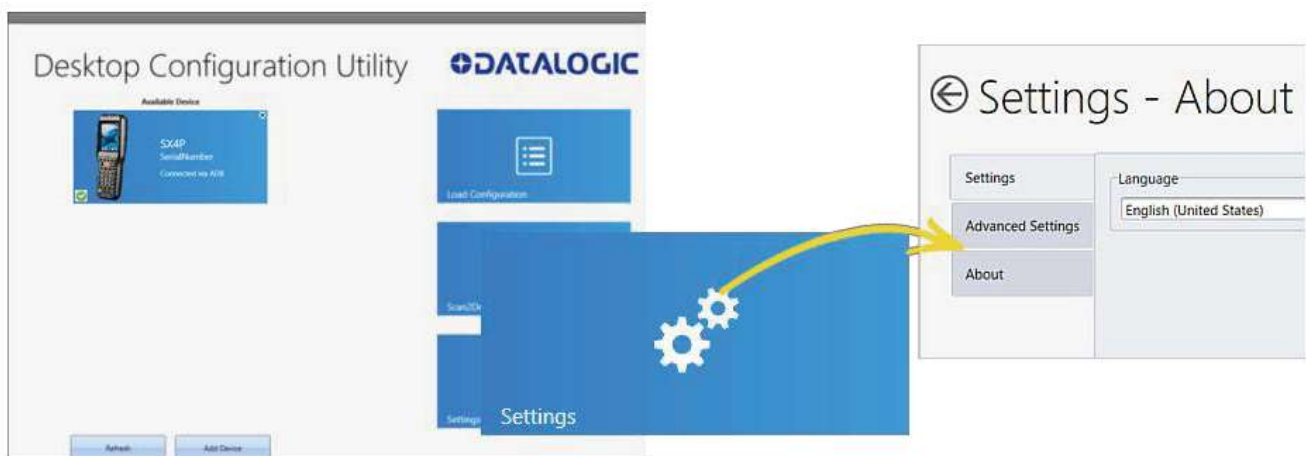 Desktop Configuration Utility
DATALOGIC
Available Device
SX4P
SerialNumber
Connected via ADB
Load Configuration
Scan2De
Settings
Settings
Refresh
Add Device
Settings - About
Settings
Language
English (United States)
Advanced Settings
About